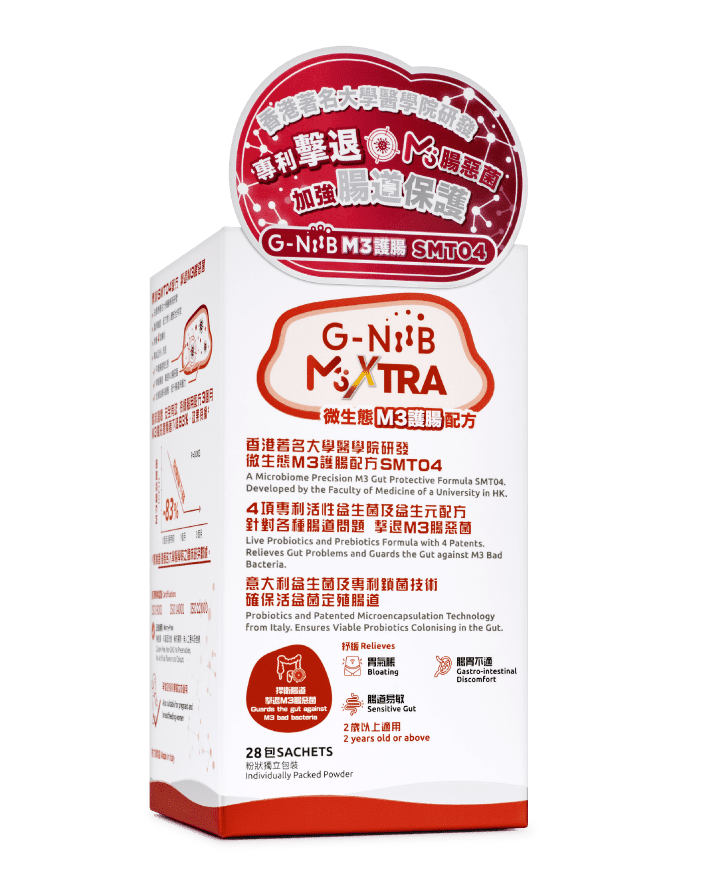 香港著名大學醫學院研發
專利擊退 M3腸惡菌
加強腸道保護
G-NiiB M3護腸 SMT04
G-NiiB
M3XTRA
微生態M3護腸配方
香港著名大學醫學院研發
微生態M3護腸配方SMT04
A Microbiome Precision M3 Gut Protective Formula SMT04.
Developed by the Faculty of Medicine of a University in HK.
4項專利活性益生菌及益生元配方
針對各種腸道問題 擊退M3腸惡菌
Live Probiotics and Prebiotics Formula with 4 Patents.
Relieves Gut Problems and Guards the Gut against M3 Bad
Bacteria.
意大利益生菌及專利鎖菌技術
確保活益菌定殖腸道
Probiotics and Patented Microencapsulation Technology
from Italy. Ensures Viable Probiotics Colonising in the Gut.
捍衛腸道
擊退M3腸惡菌
Guards the gut against
M3 bad bacteria
紓緩 Relieves
胃氣脹
Bloating
腸胃不適
Gastro-intestinal
Discomfort
腸道易敏
Sensitive Gut
2歲以上適用
2 years old or above
28包SACHETS
粉狀獨立包裝
Individually Packed Powder
-83%
Also suitable for pregnant and
breastfeeding women
Made in Italy